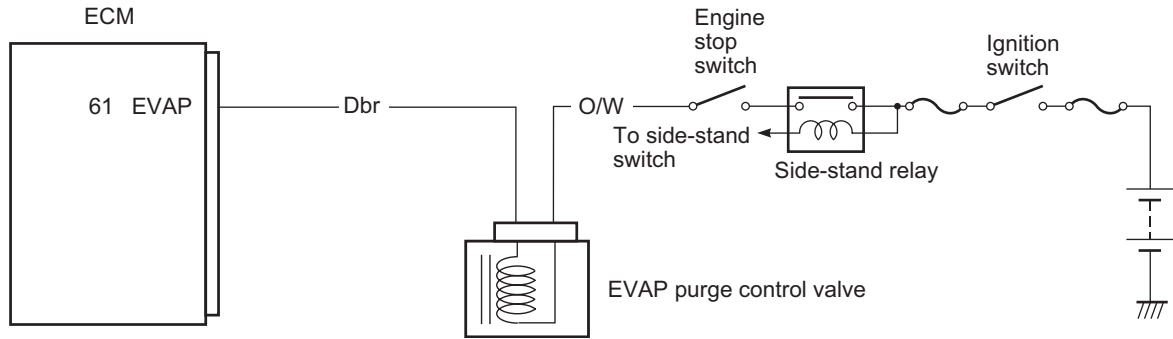 ECM
61 EVAP
Dbr
O/W
Engine
stop
switch
Ignition
switch
To side-stand
switch
Side-stand relay
EVAP purge control valve